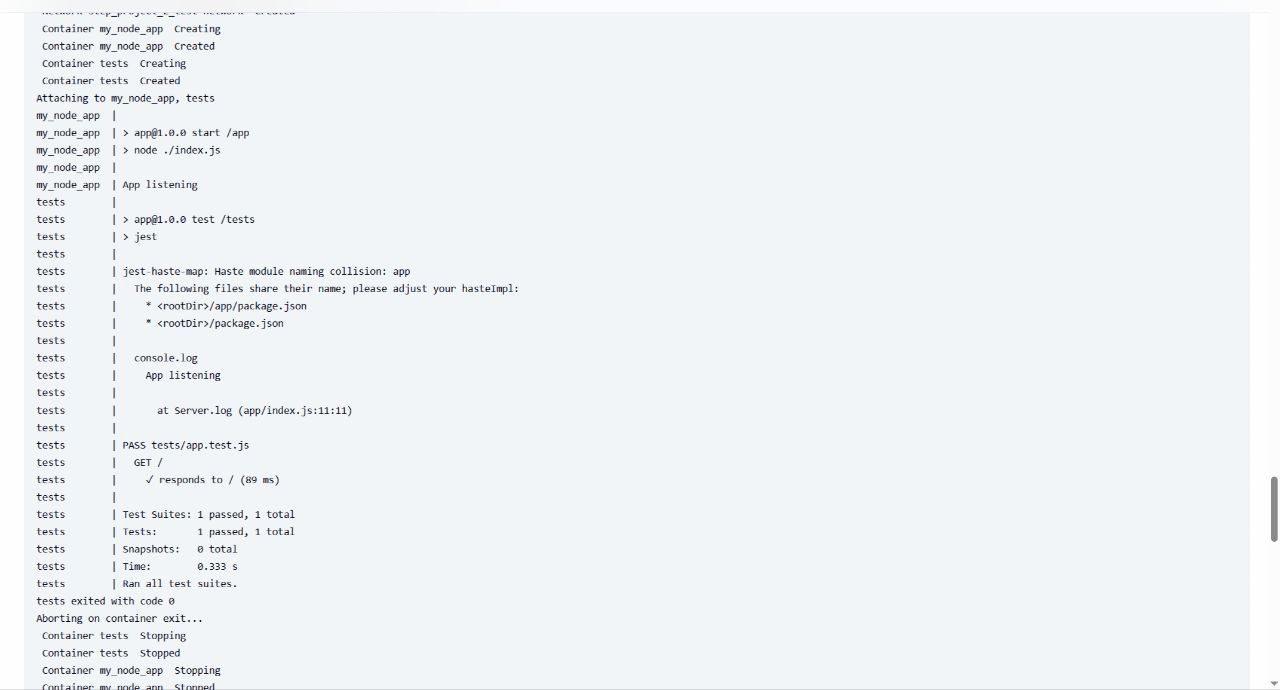 Container my_node_app  Creating
Container my_node_app  Created
Container tests  Creating
Container tests  Created
Attaching to my_node_app, tests
my_node_app  |
my_node_app  | > app@1.0.0 start /app
my_node_app  | > node ./index.js
my_node_app  |
my_node_app  | App listening
tests        |
tests        | > app@1.0.0 test /tests
tests        | > jest
tests        |
tests        | jest-haste-map: Haste module naming collision: app
tests        |   The following files share their name; please adjust your hasteImpl:
tests        |     * <rootDir>/app/package.json
tests        |     * <rootDir>/package.json
tests        |
tests        |   console.log
tests        |     App listening
tests        |
tests        |       at Server.log (app/index.js:11:11)
tests        |
tests        | PASS tests/app.test.js
tests        |   GET /
tests        |     ✓ responds to / (89 ms)
tests        |
tests        | Test Suites: 1 passed, 1 total
tests        | Tests:       1 passed, 1 total
tests        | Snapshots:   0 total
tests        | Time:        0.333 s
tests        | Ran all test suites.
tests exited with code 0
Aborting on container exit...
Container tests  Stopping
Container tests  Stopped
Container my_node_app  Stopping
Container my_node_app  Stopped